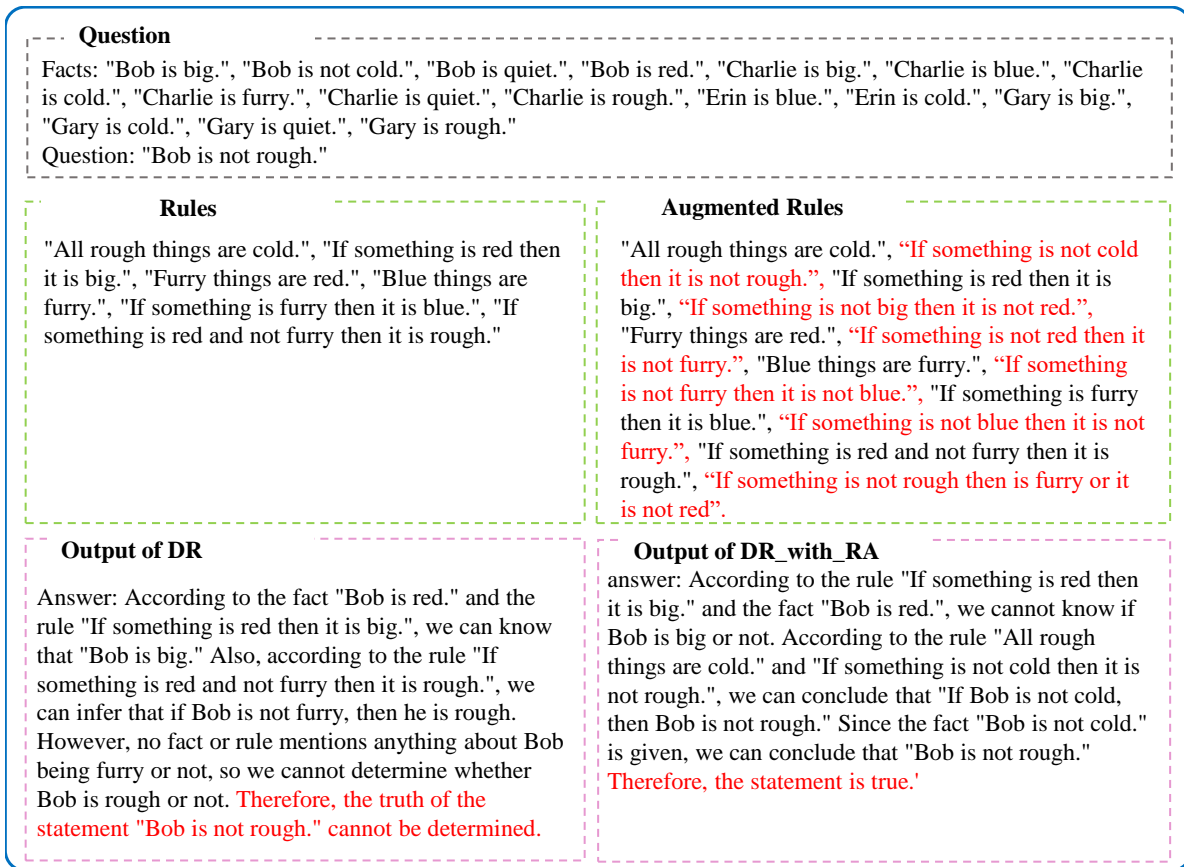 Question
Facts: "Bob is big.", "Bob is not cold.", "Bob is quiet.", "Bob is red.", "Charlie is big.", "Charlie is blue.", "Charlie
is cold.", "Charlie is furry.", "Charlie is quiet.", "Charlie is rough.", "Erin is blue.", "Erin is cold.", "Gary is big.",
"Gary is cold.", "Gary is quiet.", "Gary is rough."
Question: "Bob is not rough."
Rules
"All rough things are cold.", "If something is red then
it is big.", "Furry things are red.", "Blue things are
furry.", "If something is furry then it is blue.", "If
something is red and not furry then it is rough."
Augmented Rules
"All rough things are cold.", “If something is not cold
then it is not rough.”, "If something is red then it is
big.", “If something is not big then it is not red.”,
"Furry things are red.", “If something is not red then it
is not furry.”, "Blue things are furry.", “If something
is not furry then it is not blue.”, "If something is furry
then it is blue.", “If something is not blue then it is not
furry.”, "If something is red and not furry then it is
rough.", “If something is not rough then is furry or it
is not red”.
Output of DR
Answer: According to the fact "Bob is red." and the
rule "If something is red then it is big.", we can know
that "Bob is big." Also, according to the rule "If
something is red and not furry then it is rough.", we
can infer that if Bob is not furry, then he is rough.
However, no fact or rule mentions anything about Bob
being furry or not, so we cannot determine whether
Bob is rough or not. Therefore, the truth of the
statement "Bob is not rough." cannot be determined.
Output of DR_with_RA
answer: According to the rule "If something is red then
it is big." and the fact "Bob is red.", we cannot know if
Bob is big or not. According to the rule "All rough
things are cold." and "If something is not cold then it is
not rough.", we can conclude that "If Bob is not cold,
then Bob is not rough." Since the fact "Bob is not cold."
is given, we can conclude that "Bob is not rough."
Therefore, the statement is true.'